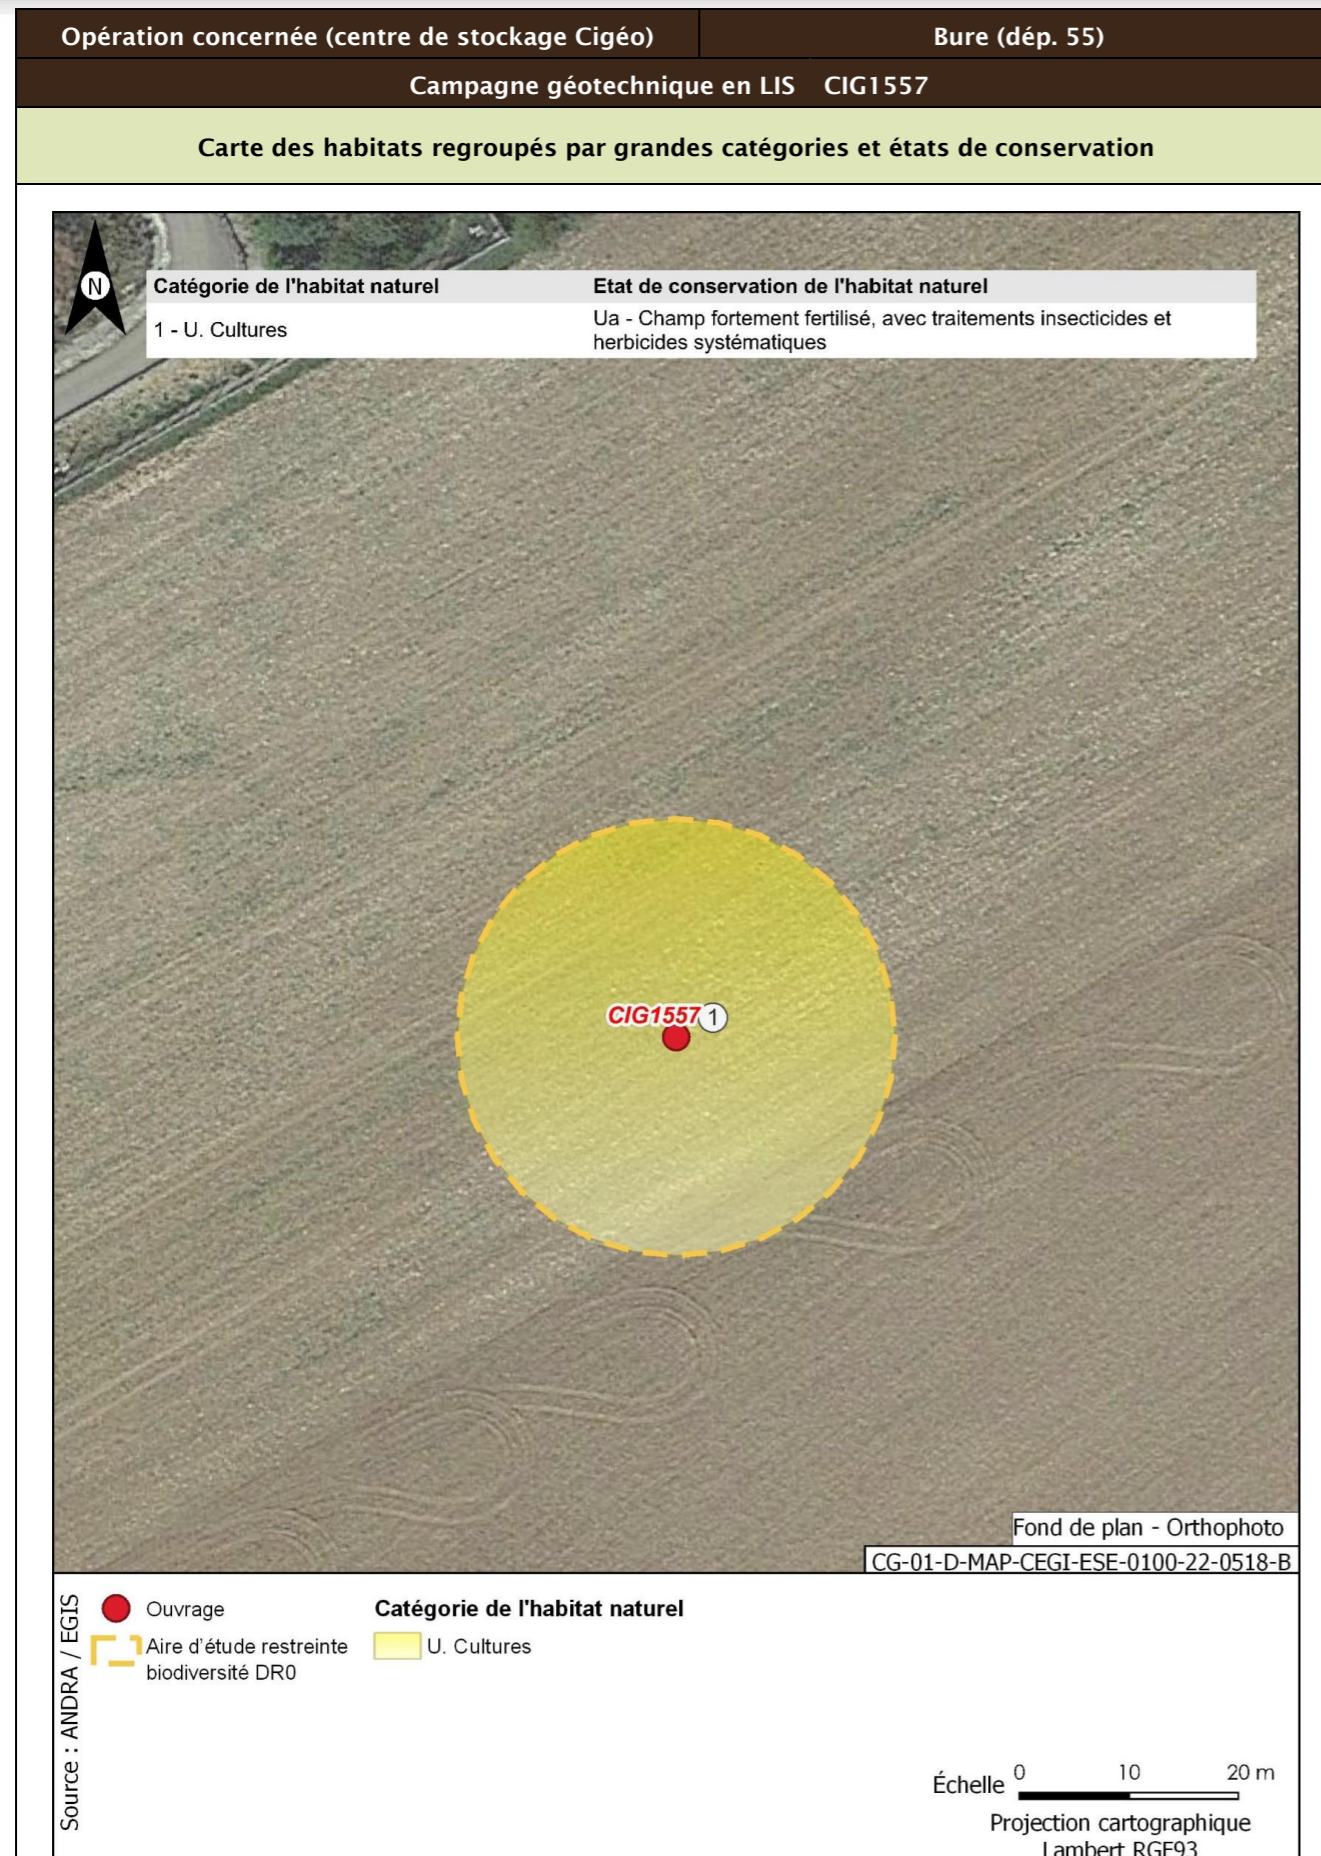 Opération concernée (centre de stockage Cigéo)
Bure (dép. 55)
Campagne géotechnique en LIS CIG1557
Carte des habitats regroupés par grandes catégories et états de conservation
N
Catégorie de l'habitat naturel
Etat de conservation de l'habitat naturel
1 - U. Cultures
Ua - Champ fortement fertilisé, avec traitements insecticides et
herbicides systématiques
CIG1557
1
Fond de plan - Orthophoto
CG-01-D-MAP-CEGI-ESE-0100-22-0518-B
Source : ANDRA / EGIS
Ouvrage
Aire d'étude restreinte
biodiversité DR0
Catégorie de l'habitat naturel
U. Cultures
Échelle
0 10 20 m
Projection cartographique
Lambert RGF93